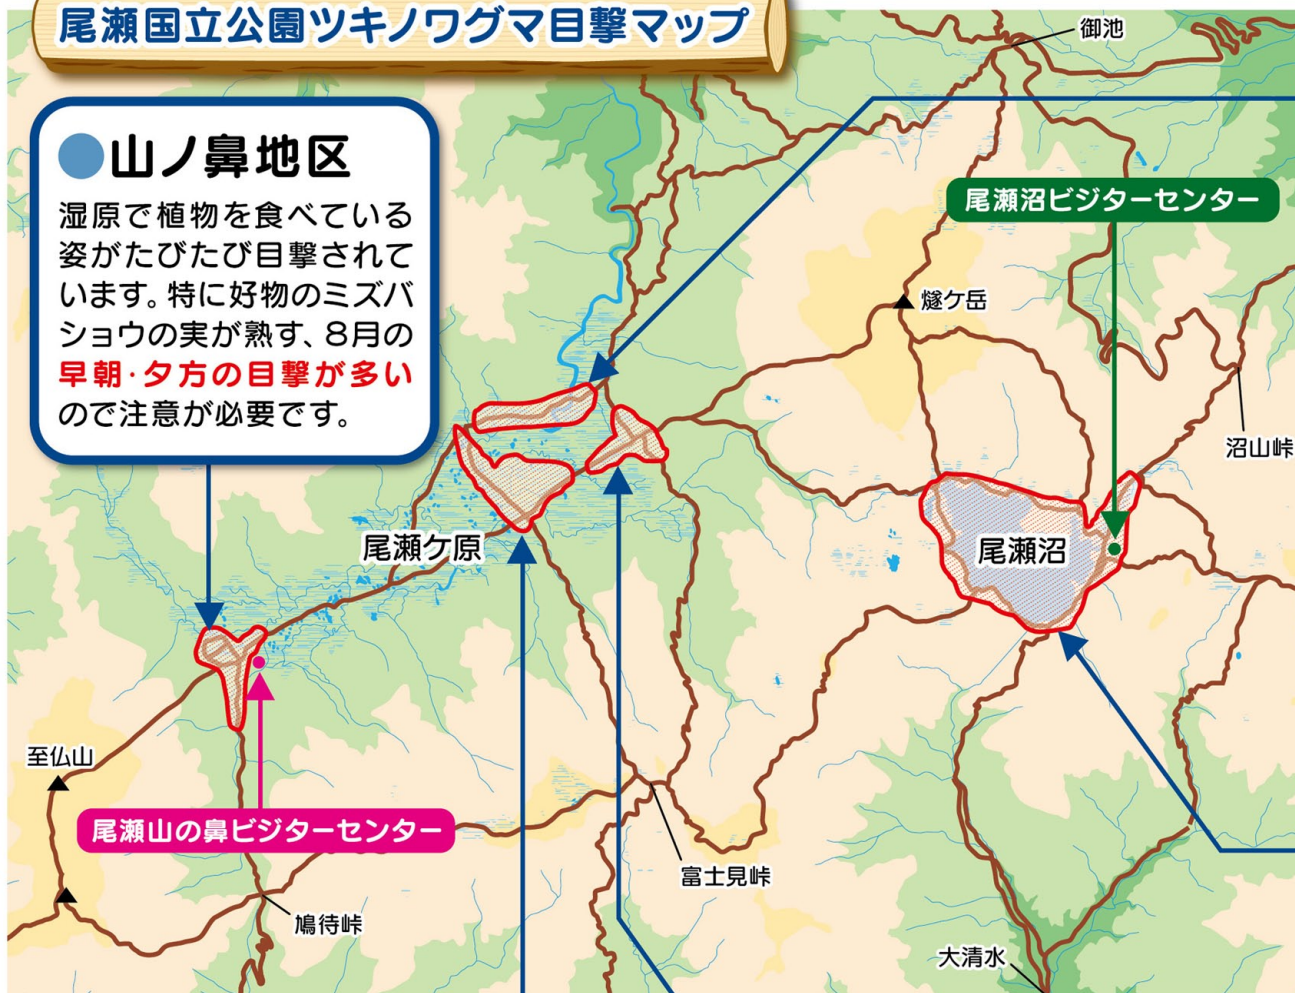 尾瀬国立公園ツキノワグマ目撃マップ
御池
●山ノ鼻地区
湿原で植物を食べている
姿がたびたび目撃されて
います。特に好物のミズバ
ショウの実が熟す、8月の
早朝・夕方の目撃が多い
ので注意が必要です。
尾瀬沼ビジターセンター
燧ケ岳
沼山峠
尾瀬ケ原
尾瀬沼
至仏山
尾瀬山の鼻ビジターセンター
富士見峠
鳩待峠
大清水